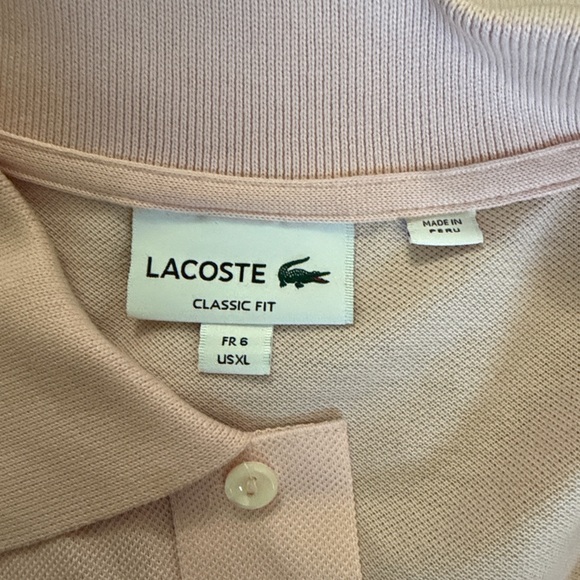 LACOSTE
CLASSIC FIT
FR 6
US XL
MADE IN
PERU